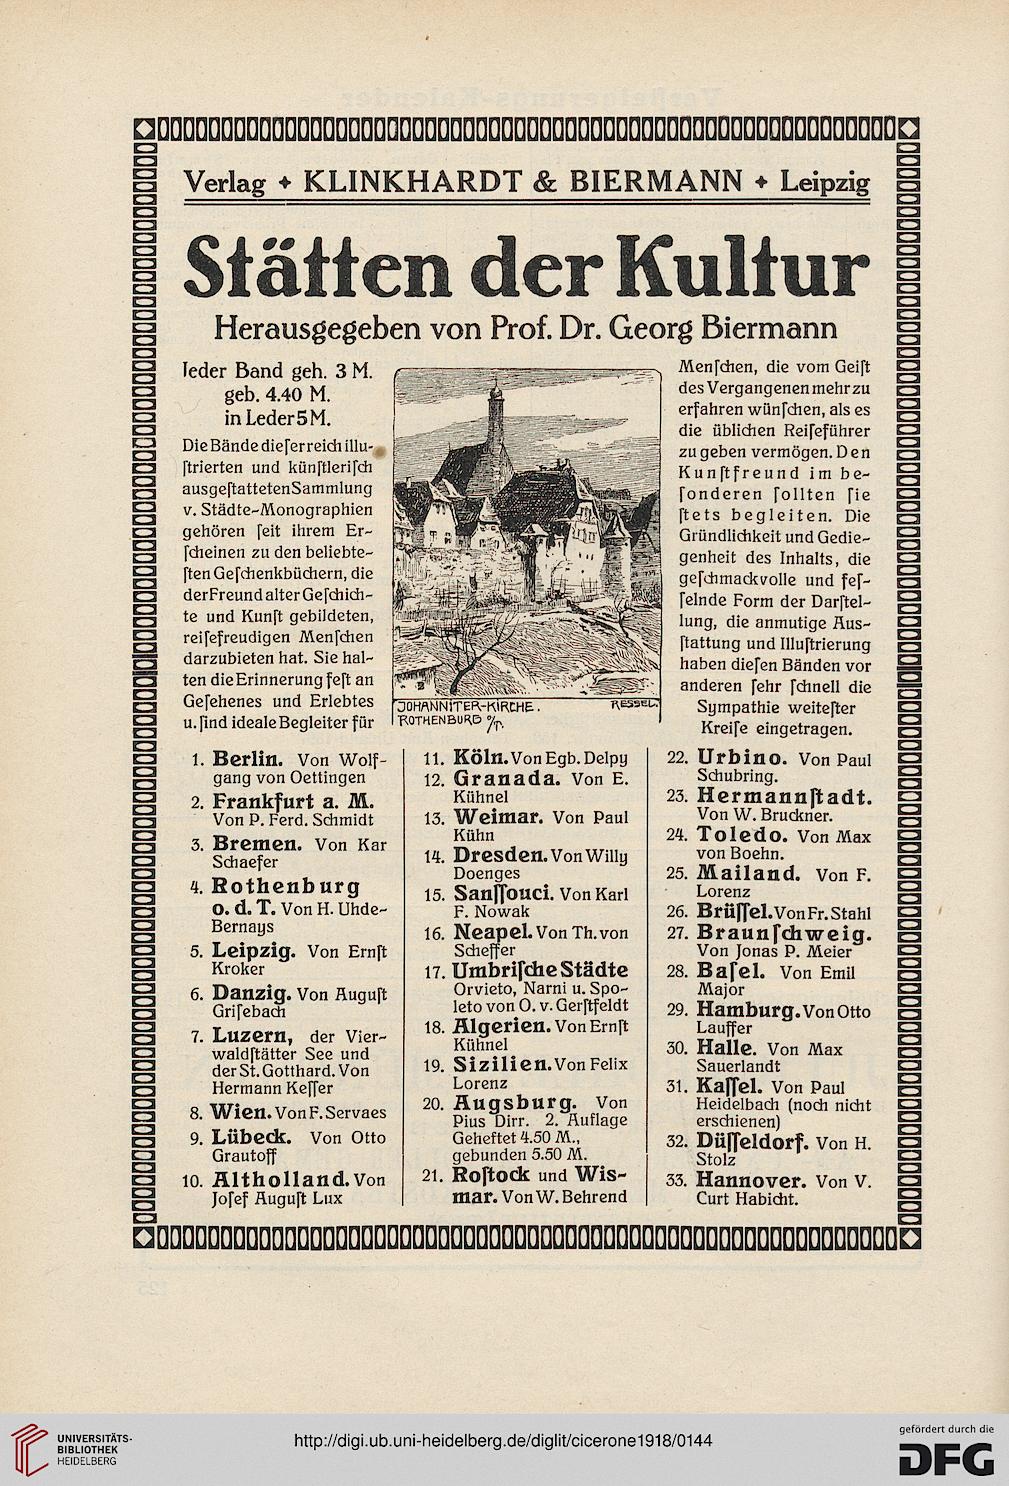 Verlag ✦ KLINKHARDT & BIERMANN ✦ Leipzig
Stätten der Kultur
Herausgegeben von Prof. Dr. Georg Biermann
Jeder Band geh. 3 M.
geb. 4.40 M.
in Leder 5 M.
Die Bände dieſer reich illu-
ſtrierten und künſtleriſch
ausgeſtatteten Sammlung
v. Städte-Monographien
gehören ſeit ihrem Er-
ſcheinen zu den beliebte-
ſten Geſchenkbüchern, die
der Freund alter Geſchich-
te und Kunſt gebildeten,
reiſefreudigen Menſchen
darzubieten hat. Sie hal-
ten die Erinnerung feſt an
Geſehenes und Erlebtes
u. ſind ideale Begleiter für
JOHANNITER-KIRCHE.
RESSEL.
ROTHENBURG o/T.
Menſchen, die vom Geiſt
des Vergangenen mehr zu
erfahren wünſchen, als es
die üblichen Reiſeführer
zu geben vermögen. Den
Kunſtfreund im be-
ſonderen ſollten ſie
ſtets begleiten. Die
Gründlichkeit und Gedie-
genheit des Inhalts, die
geſchmackvolle und feſ-
ſelnde Form der Darſtel-
lung, die anmutige Aus-
ſtattung und Illuſtrierung
haben dieſen Bänden vor
anderen ſehr ſchnell die
Sympathie weiteſter
Kreiſe eingetragen.
1. Berlin. Von Wolf-
gang von Oettingen
2. Frankfurt a. M.
Von P. Ferd. Schmidt
3. Bremen. Von Kar
Schaefer
4. Rothenburg
o. d. T. Von H. Uhde-
Bernays
5. Leipzig. Von Ernſt
Kroker
6. Danzig. Von Auguſt
Griſebach
7. Luzern, der Vier-
waldſtätter See und
der St. Gotthard. Von
Hermann Keſſer
8. Wien. Von F. Servaes
9. Lübeck. Von Otto
Grautoff
10. Altholland. Von
Joſef Auguſt Lux
11. Köln. Von Egb. Delpy
12. Granada. Von E.
Kühnel
13. Weimar. Von Paul
Kühn
14. Dresden. Von Willy
Doenges
15. Sanſſouci. Von Karl
F. Nowak
16. Neapel. Von Th. von
Scheffer
17. Umbriſche Städte
Orvieto, Narni u. Spo-
leto von O. v. Gerſtfeldt
18. Algerien. Von Ernſt
Kühnel
19. Sizilien. Von Felix
Lorenz
20. Augsburg. Von
Pius Dirr. 2. Auflage
Geheftet 4.50 M.,
gebunden 5.50 M.
21. Roſtock und Wis-
mar. Von W. Behrend
22. Urbino. Von Paul
Schubring.
23. Hermannſtadt.
Von W. Bruckner.
24. Toledo. Von Max
von Boehn.
25. Mailand. Von F.
Lorenz
26. Brüſſel. Von Fr. Stahl
27. Braunſchweig.
Von Jonas P. Meier
28. Baſel. Von Emil
Major
29. Hamburg. Von Otto
Lauffer
30. Halle. Von Max
Sauerlandt
31. Kaſſel. Von Paul
Heidelbach (noch nicht
erschienen)
32. Düſſeldorf. Von H.
Stolz
33. Hannover. Von V.
Curt Habicht.
UNIVERSITÄTS-
BIBLIOTHEK
HEIDELBERG
http://digi.ub.uni-heidelberg.de/diglit/cicerone1918/0144
gefördert durch die
DFG